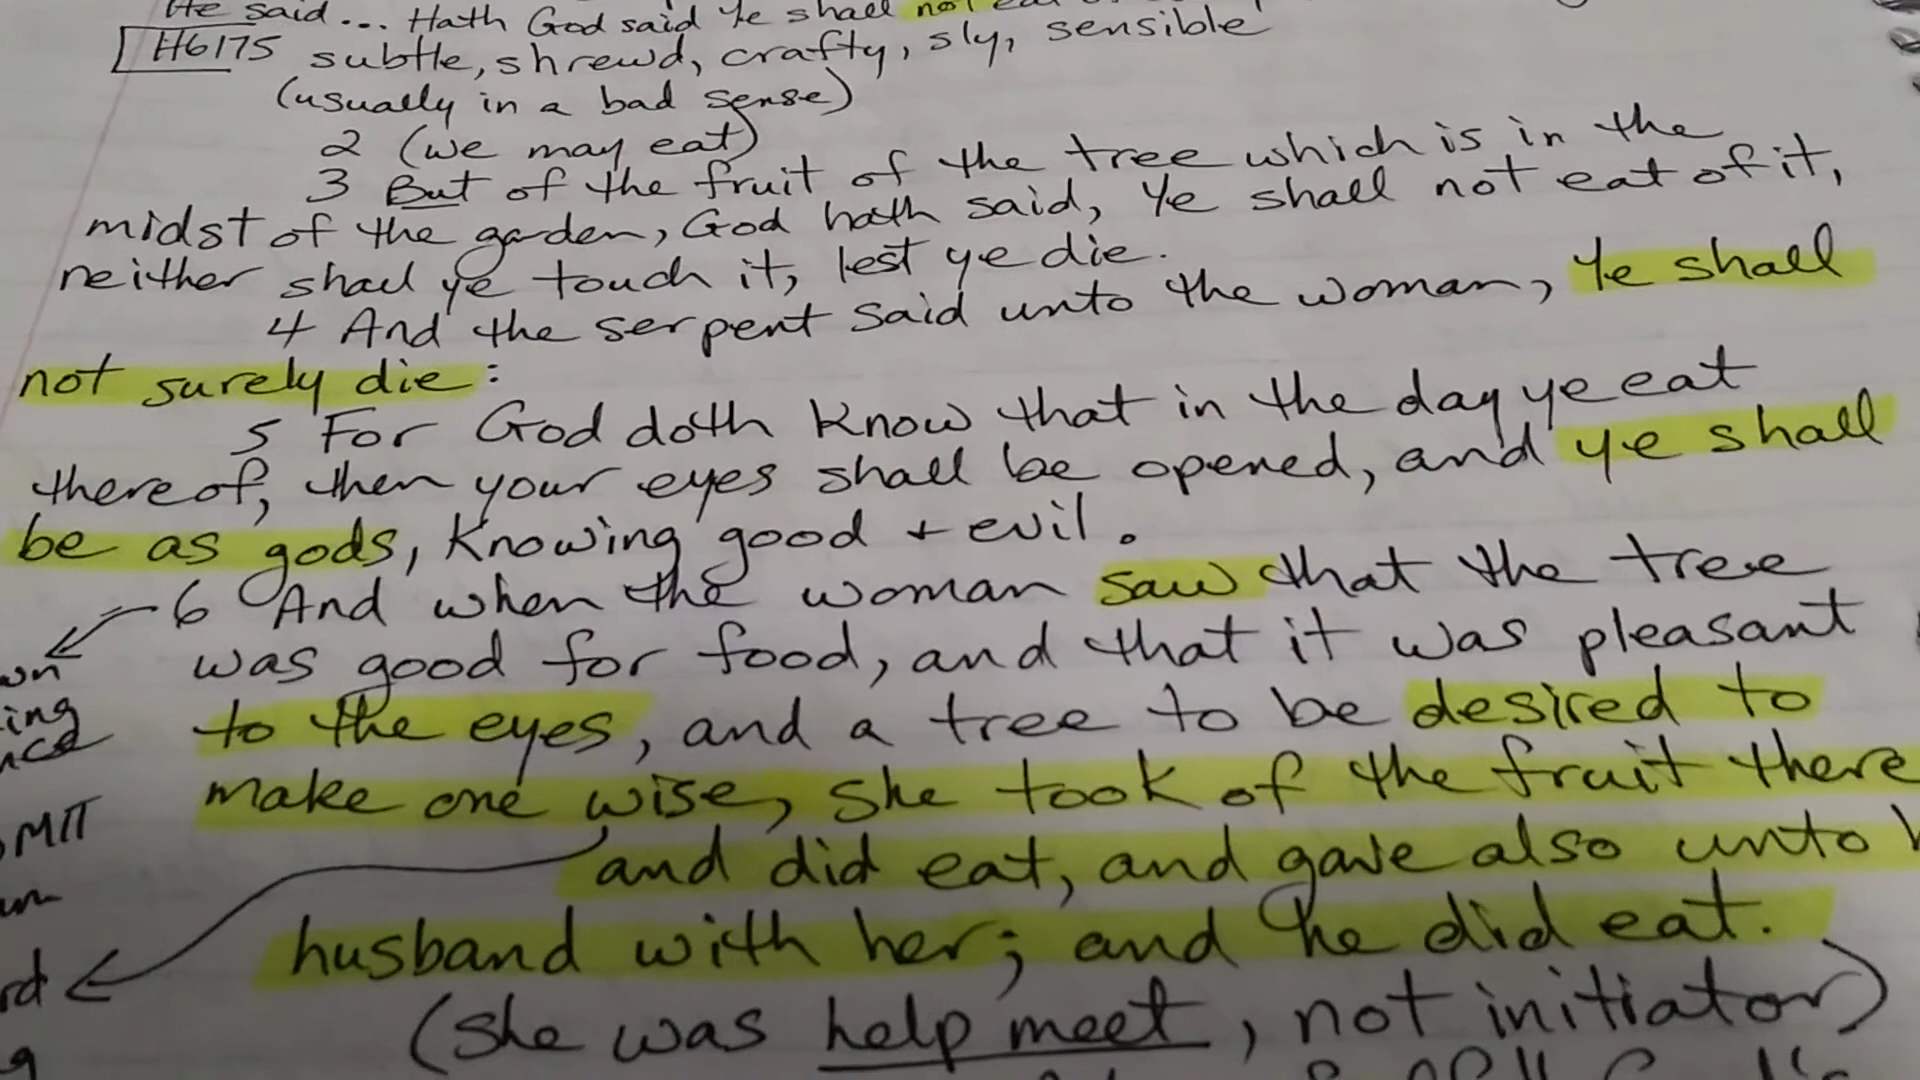 He said... Hath God said Ye shall not
H6175 subtle, shrewd, crafty, sly, sensible
(usually in a bad sense)
2 (we may eat)
3 But of the fruit of the tree which is in the
midst of the garden, God hath said, Ye shall not eat of it,
neither shall ye touch it, lest ye die.
4 And the serpent said unto the woman, Ye shall
not surely die:
5 For God doth know that in the day ye eat
thereof, then your eyes shall be opened, and ye shall
be as gods, knowing good + evil.
6 And when the woman saw that the tree
was good for food, and that it was pleasant
to the eyes, and a tree to be desired to
make one wise, she took of the fruit there
and did eat, and gave also unto h
husband with her; and he did eat.
(she was help meet, not initiator)